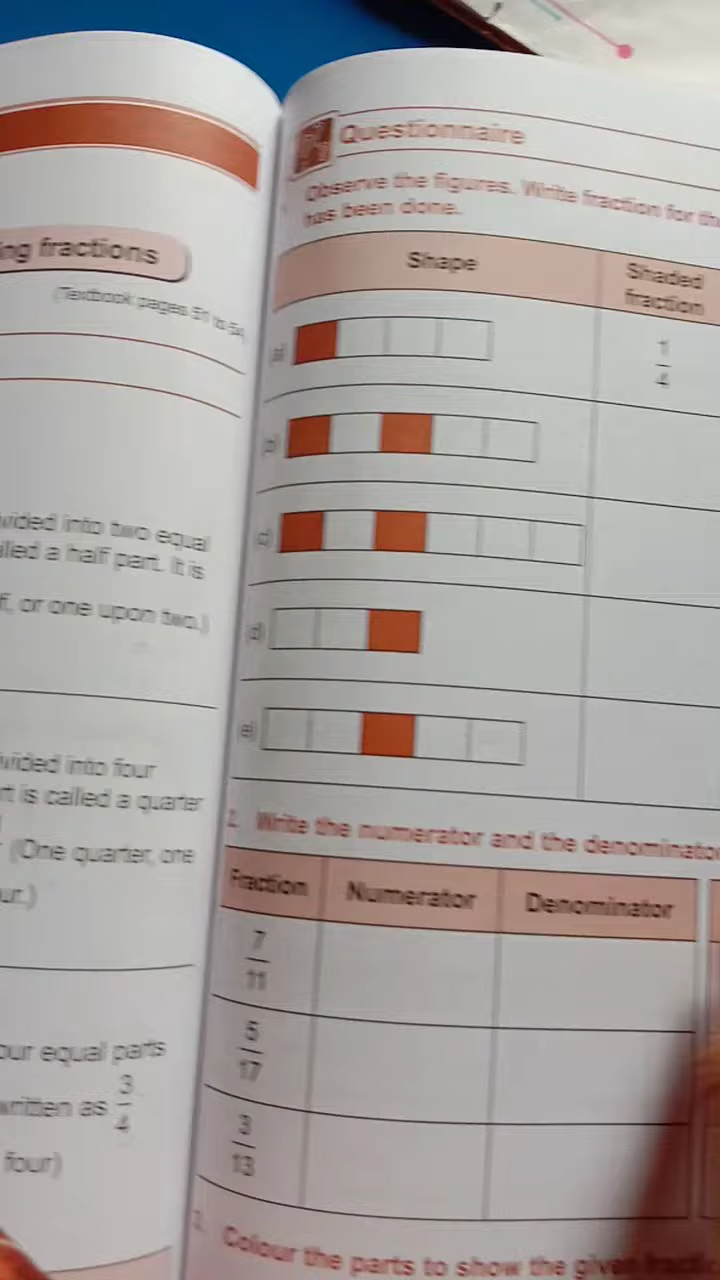 ing fractions
(Textbook pages 51 to 54
vided into two equal
lled a half part. It is
f, or one upon two.)
vided into four
rt is called a quarter
(One quarter, one
ur.)
our equal parts
written as 3/4
four)
Questionnaire
Observe the figures. Write fraction for th
has been done.
Shape
Shaded fraction
(a)
1/4
(b)
(c)
(d)
(e)
2. Write the numerator and the denominator
Fraction Numerator Denominator
7/11
5/17
3/13
3. Colour the parts to show the given